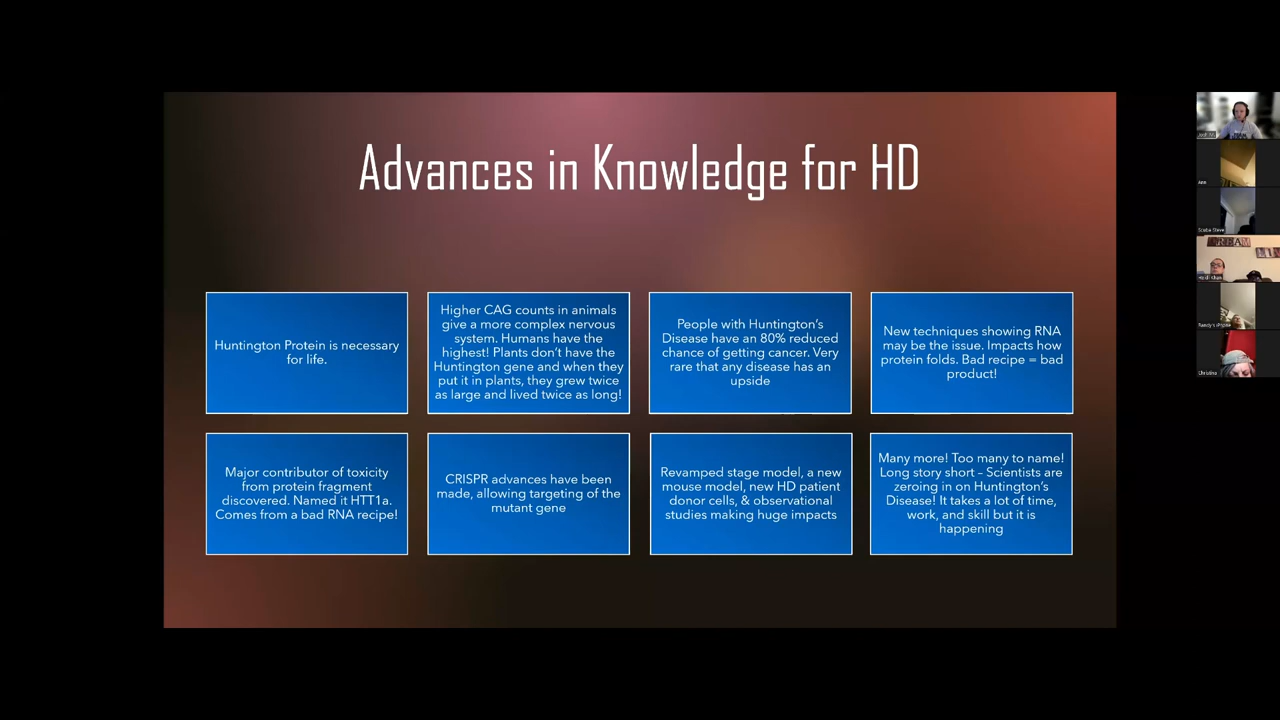 Advances in Knowledge for HD
Huntington Protein is necessary
for life.
Higher CAG counts in animals
give a more complex nervous
system. Humans have the
highest! Plants don't have the
Huntington gene and when they
put it in plants, they grew twice
as large and lived twice as long!
People with Huntington's
Disease have an 80% reduced
chance of getting cancer. Very
rare that any disease has an
upside
New techniques showing RNA
may be the issue. Impacts how
protein folds. Bad recipe = bad
product!
Major contributor of toxicity
from protein fragment
discovered. Named it HTT1a.
Comes from a bad RNA recipe!
CRISPR advances have been
made, allowing targeting of the
mutant gene
Revamped stage model, a new
mouse model, new HD patient
donor cells, & observational
studies making huge impacts
Many more! Too many to name!
Long story short – Scientists are
zeroing in on Huntington's
Disease! It takes a lot of time,
work, and skill but it is
happening
Ann
Scuba Steve
Randy's iPhone
Christina